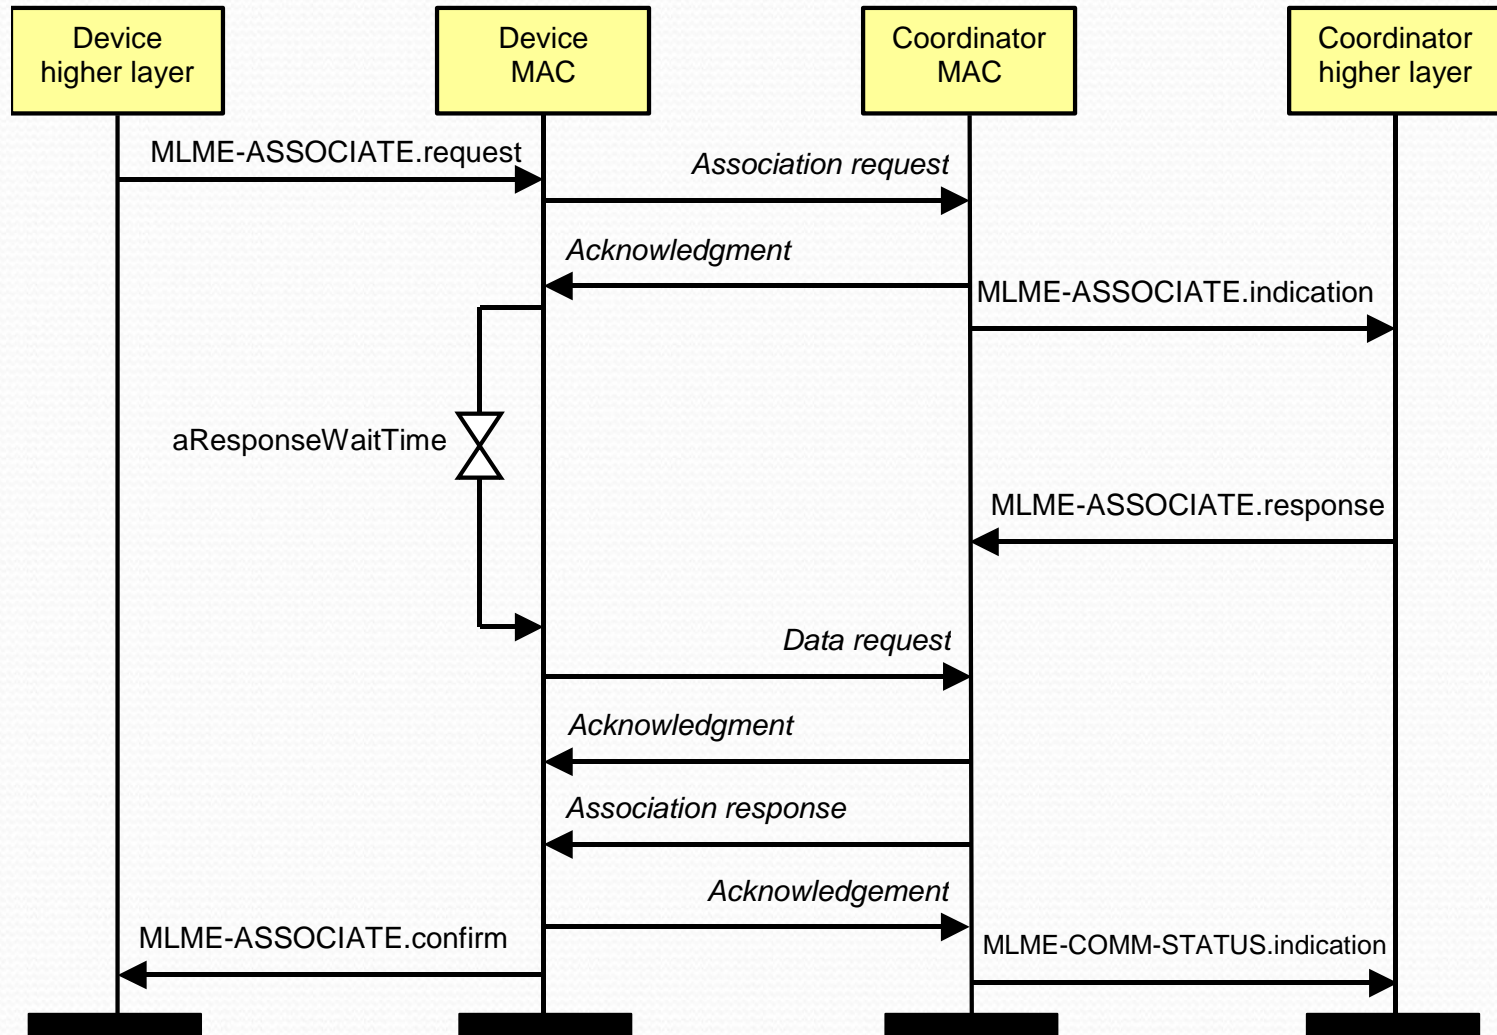 Device
higher layer
Device
MAC
Coordinator
MAC
Coordinator
higher layer
MLME-ASSOCIATE.request
Association request
Acknowledgment
MLME-ASSOCIATE.indication
aResponseWaitTime
MLME-ASSOCIATE.response
Data request
Acknowledgment
Association response
Acknowledgement
MLME-ASSOCIATE.confirm
MLME-COMM-STATUS.indication